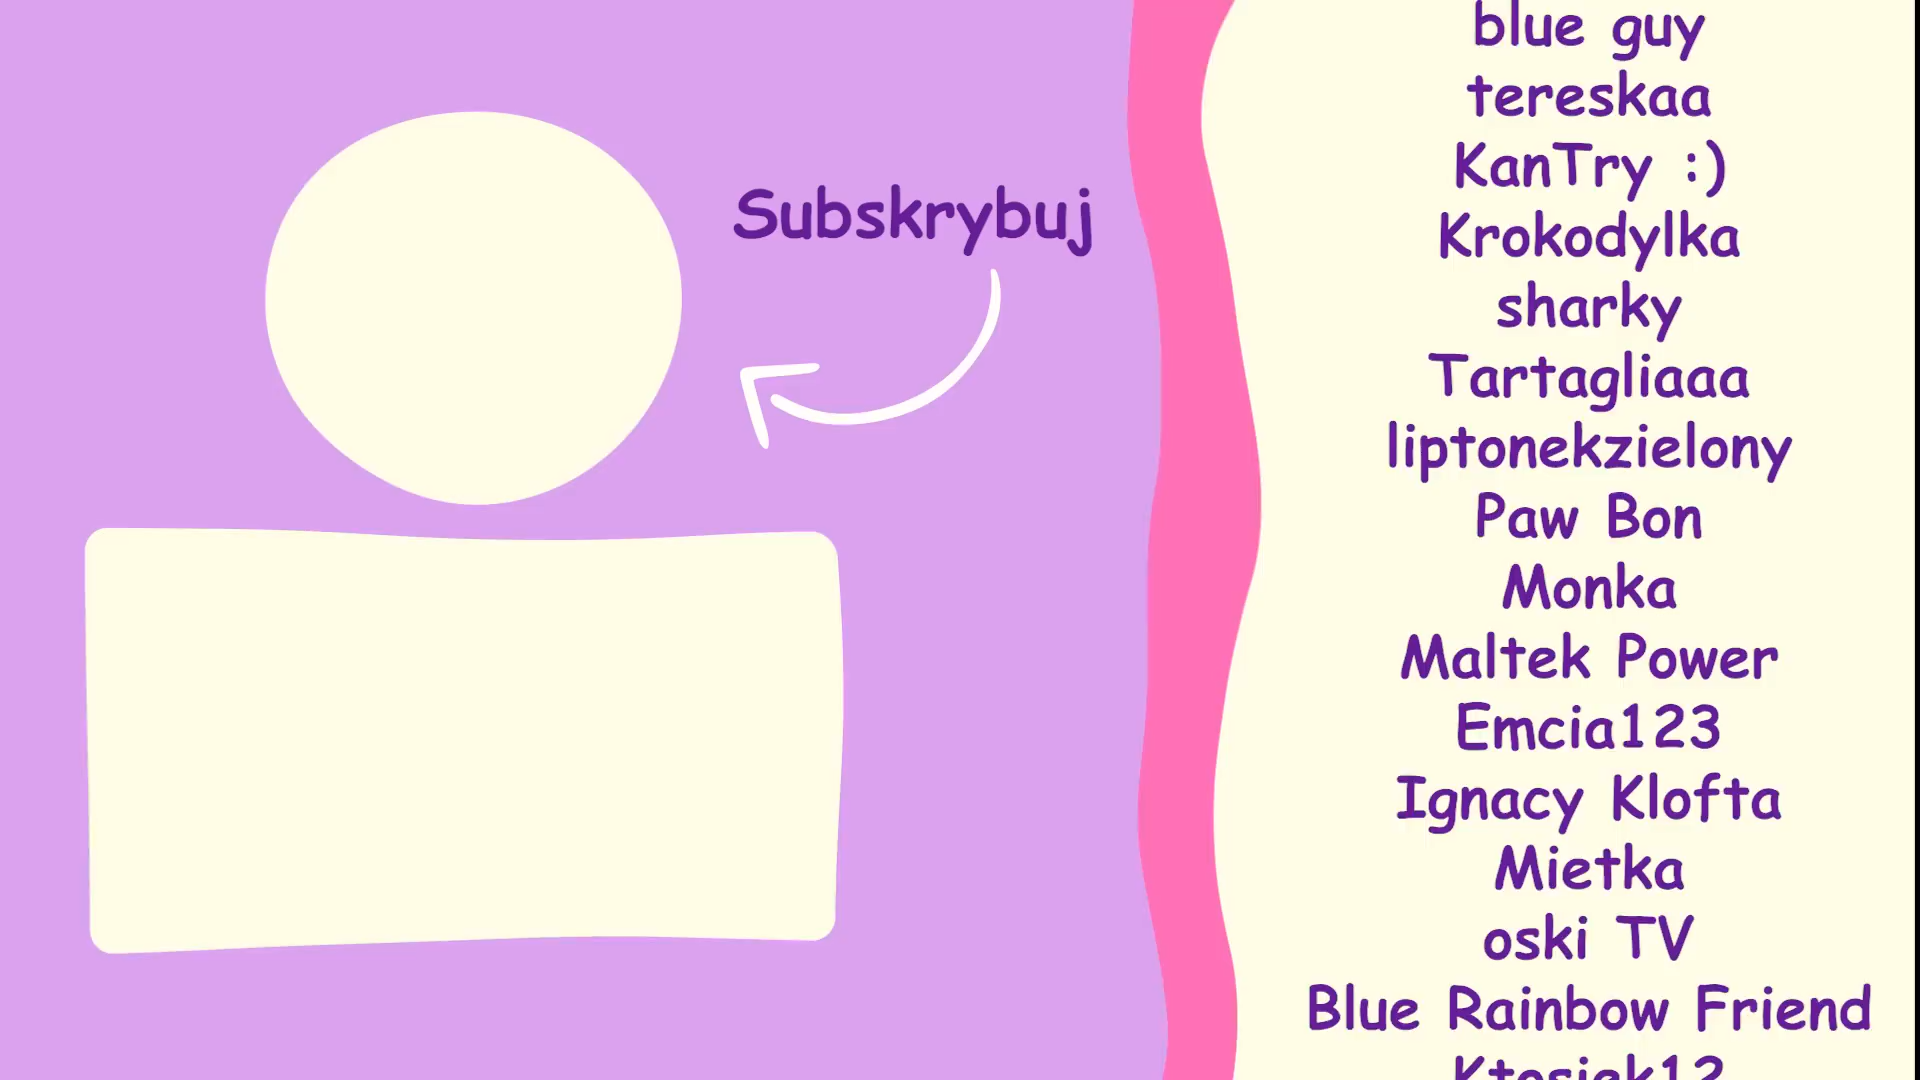 Subskrybuj
blue guy
tereskaa
KanTry :)
Krokodylka
sharky
Tartagliaaa
liptonekzielony
Paw Bon
Monka
Maltek Power
Emcia123
Ignacy Klofta
Mietka
oski TV
Blue Rainbow Friend
Ktosiek12